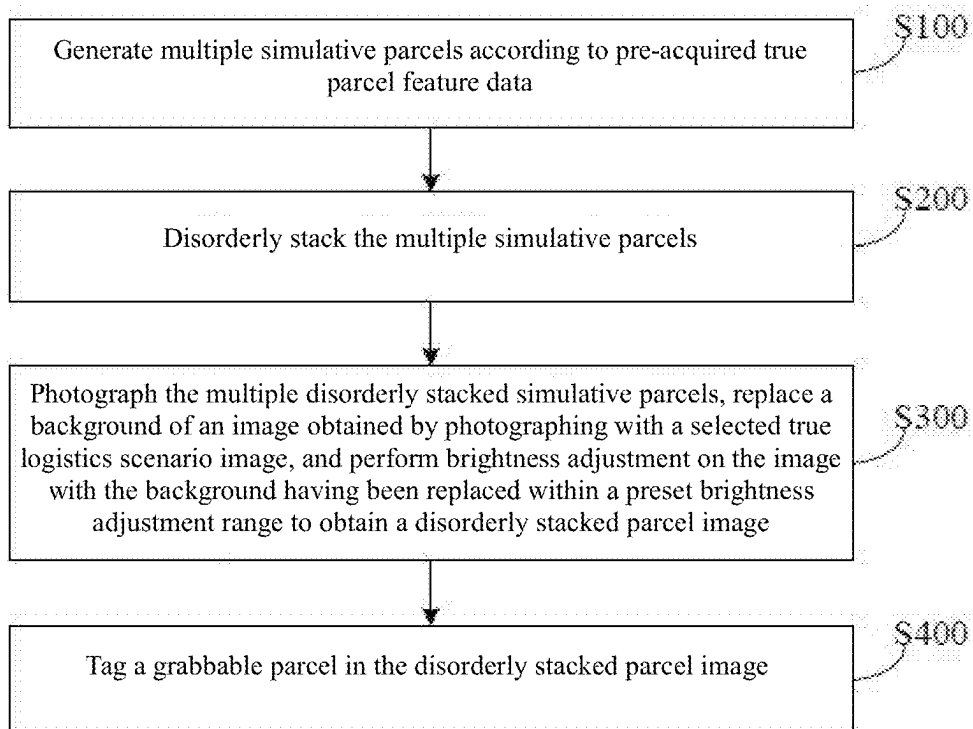 S100
Generate multiple simulative parcels according to pre-acquired true
parcel feature data
S200
Disorderly stack the multiple simulative parcels
S300
Photograph the multiple disorderly stacked simulative parcels, replace a
background of an image obtained by photographing with a selected true
logistics scenario image, and perform brightness adjustment on the image
with the background having been replaced within a preset brightness
adjustment range to obtain a disorderly stacked parcel image
S400
Tag a grabbable parcel in the disorderly stacked parcel image